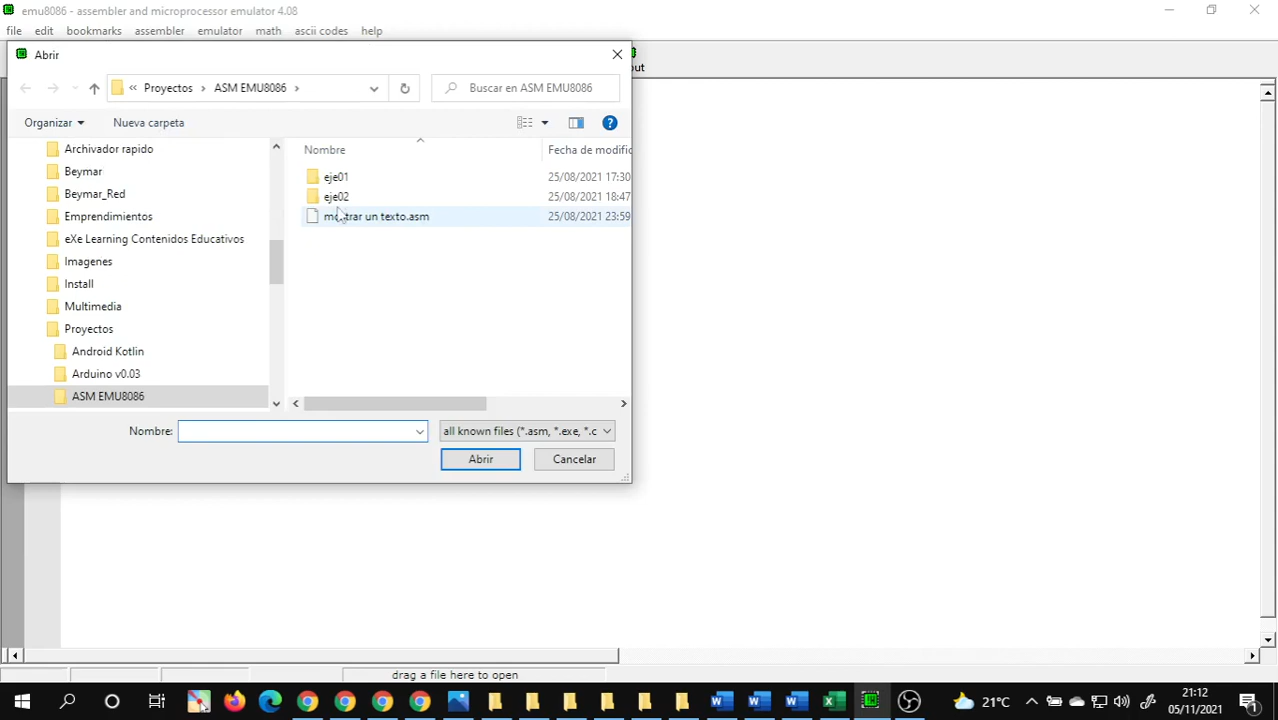 emu8086 - assembler and microprocessor emulator 4.08
file edit bookmarks assembler emulator math ascii codes help
Abrir
out
« Proyectos › ASM EMU8086 ›
Buscar en ASM EMU8086
Organizar Nueva carpeta
Nombre Fecha de modific
Archivador rapido
Beymar
Beymar_Red
Emprendimientos
eXe Learning Contenidos Educativos
Imagenes
Install
Multimedia
Proyectos
Android Kotlin
Arduino v0.03
ASM EMU8086
eje01 25/08/2021 17:30
eje02 25/08/2021 18:47
mostrar un texto.asm 25/08/2021 23:59
Nombre:
all known files (*.asm, *.exe, *.c
Abrir Cancelar
drag a file here to open
21°C
21:12
05/11/2021
1